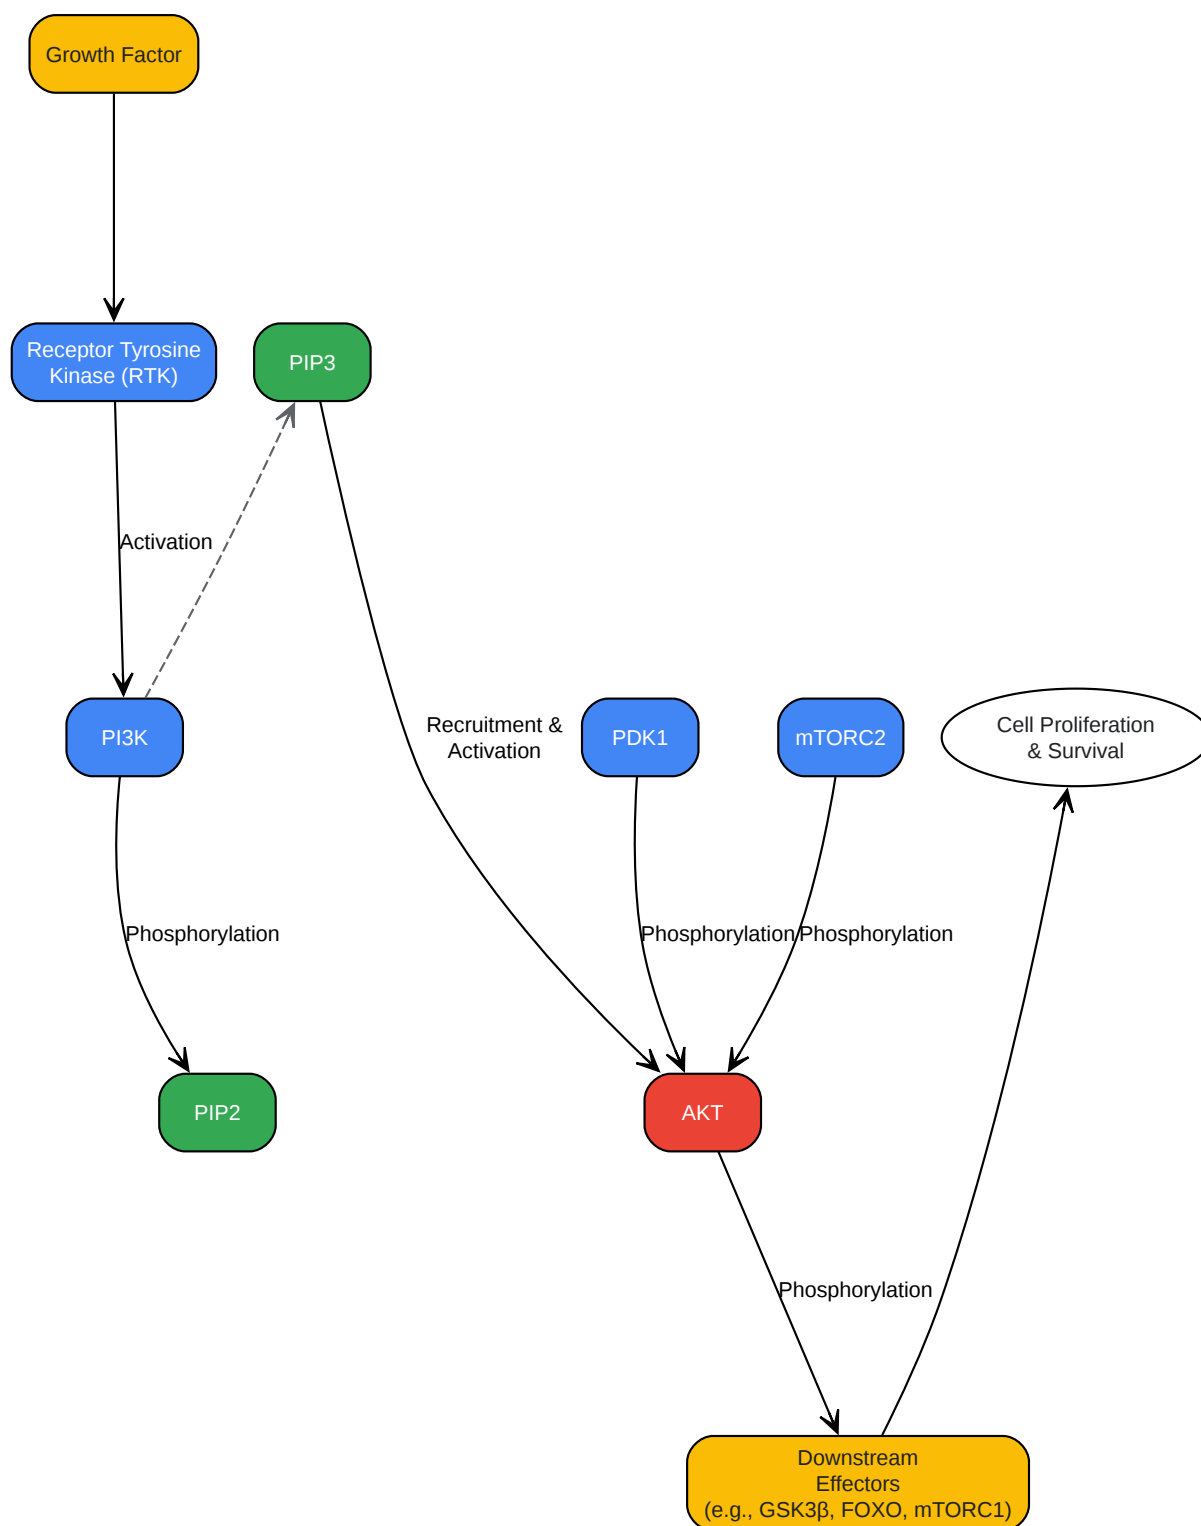 Growth Factor
Receptor Tyrosine
Kinase (RTK)
PIP3
Activation
PI3K
Recruitment &
Activation
PDK1
mTORC2
Cell Proliferation
& Survival
Phosphorylation
Phosphorylation
Phosphorylation
PIP2
AKT
Phosphorylation
Downstream
Effectors
(e.g., GSK3β, FOXO, mTORC1)